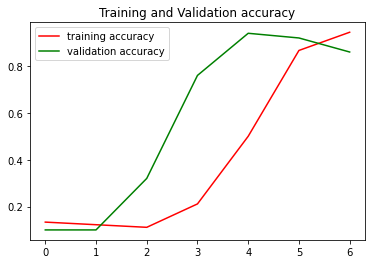 Training and Validation accuracy
training accuracy
validation accuracy
0.8
0.6
0.4
0.2
0 1 2 3 4 5 6